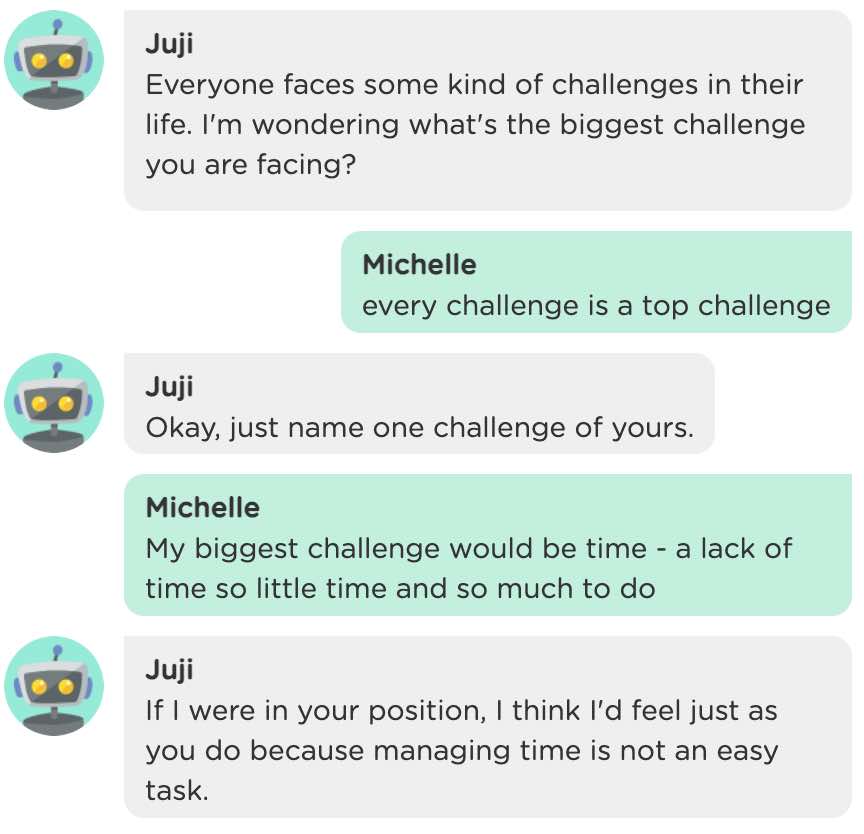 Juji
Everyone faces some kind of challenges in their
life. I'm wondering what's the biggest challenge
you are facing?
Michelle
every challenge is a top challenge
Juji
Okay, just name one challenge of yours.
Michelle
My biggest challenge would be time - a lack of
time so little time and so much to do
Juji
If I were in your position, I think I'd feel just as
you do because managing time is not an easy
task.